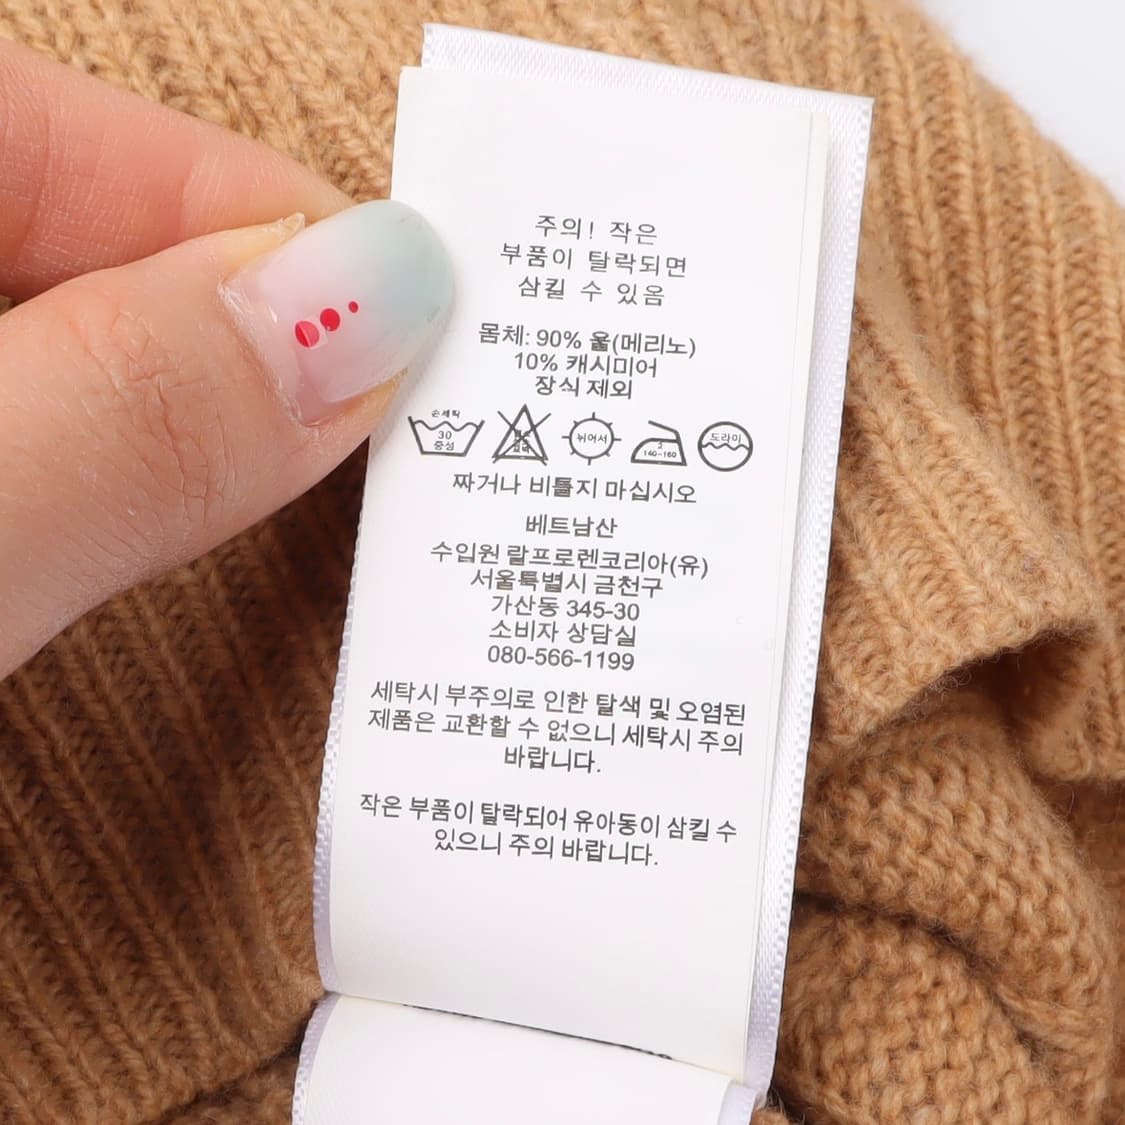 주의! 작은
부품이 탈락되면
삼킬 수 있음
몸체: 90% 울(메리노)
10% 캐시미어
장식 제외
손세탁 30 중성
뉘어서
2 140-160
드라이
짜거나 비틀지 마십시오
베트남산
수입원 랄프로렌코리아(유)
서울특별시 금천구
가산동 345-30
소비자 상담실
080-566-1199
세탁시 부주의로 인한 탈색 및 오염된
제품은 교환할 수 없으니 세탁시 주의
바랍니다.
작은 부품이 탈락되어 유아동이 삼킬 수
있으니 주의 바랍니다.